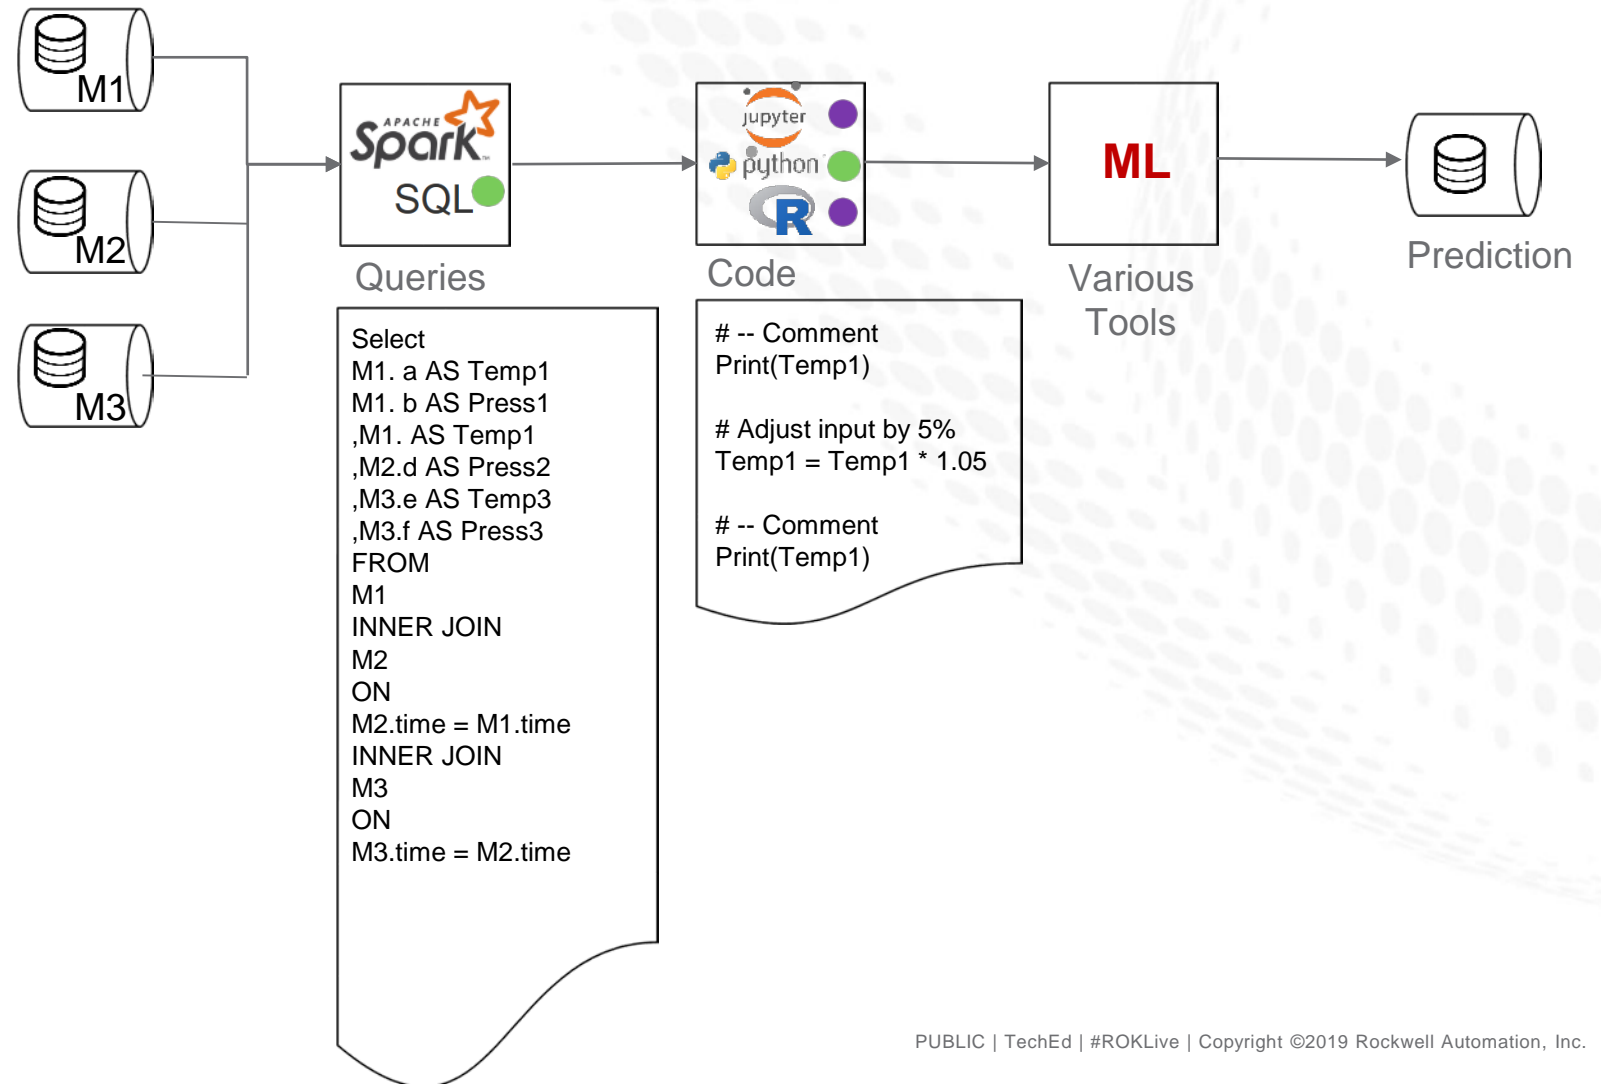 M1
M2
M3
APACHE
Spark
SQL
Queries
Select
M1. a AS Temp1
M1. b AS Press1
,M1. AS Temp1
,M2.d AS Press2
,M3.e AS Temp3
,M3.f AS Press3
FROM
M1
INNER JOIN
M2
ON
M2.time = M1.time
INNER JOIN
M3
ON
M3.time = M2.time
jupyter
python
R
Code
# -- Comment
Print(Temp1)
# Adjust input by 5%
Temp1 = Temp1 * 1.05
# -- Comment
Print(Temp1)
ML
Various
Tools
Prediction
PUBLIC | TechEd | #ROKLive | Copyright ©2019 Rockwell Automation, Inc.